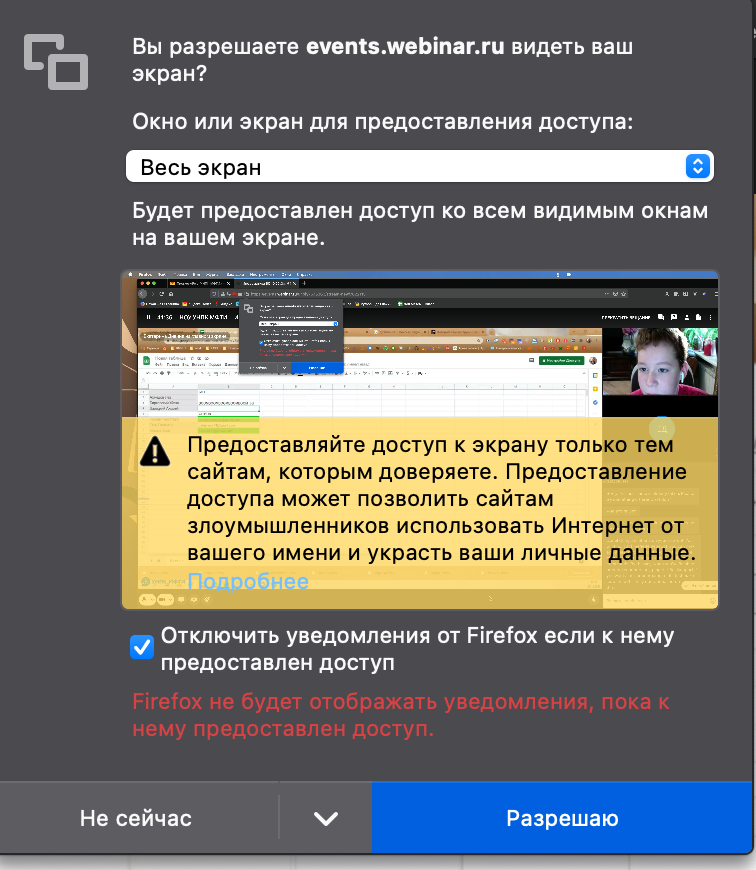 Вы разрешаете events.webinar.ru видеть ваш
экран?
Окно или экран для предоставления доступа:
Весь экран
Будет предоставлен доступ ко всем видимым окнам
на вашем экране.
Предоставляйте доступ к экрану только тем
сайтам, которым доверяете. Предоставление
доступа может позволить сайтам
злоумышленников использовать Интернет от
вашего имени и украсть ваши личные данные.
Подробнее
Отключить уведомления от Firefox если к нему
предоставлен доступ
Firefox не будет отображать уведомления, пока к
нему предоставлен доступ.
Не сейчас
Разрешаю